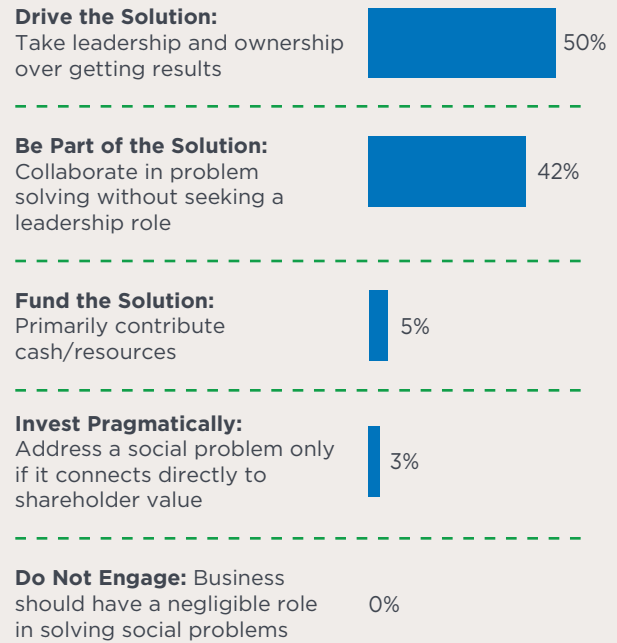 Drive the Solution:
Take leadership and ownership
over getting results
50%
Be Part of the Solution:
Collaborate in problem
solving without seeking a
leadership role
42%
Fund the Solution:
Primarily contribute
cash/resources
5%
Invest Pragmatically:
Address a social problem only
if it connects directly to
shareholder value
3%
Do Not Engage: Business
should have a negligible role
in solving social problems
0%